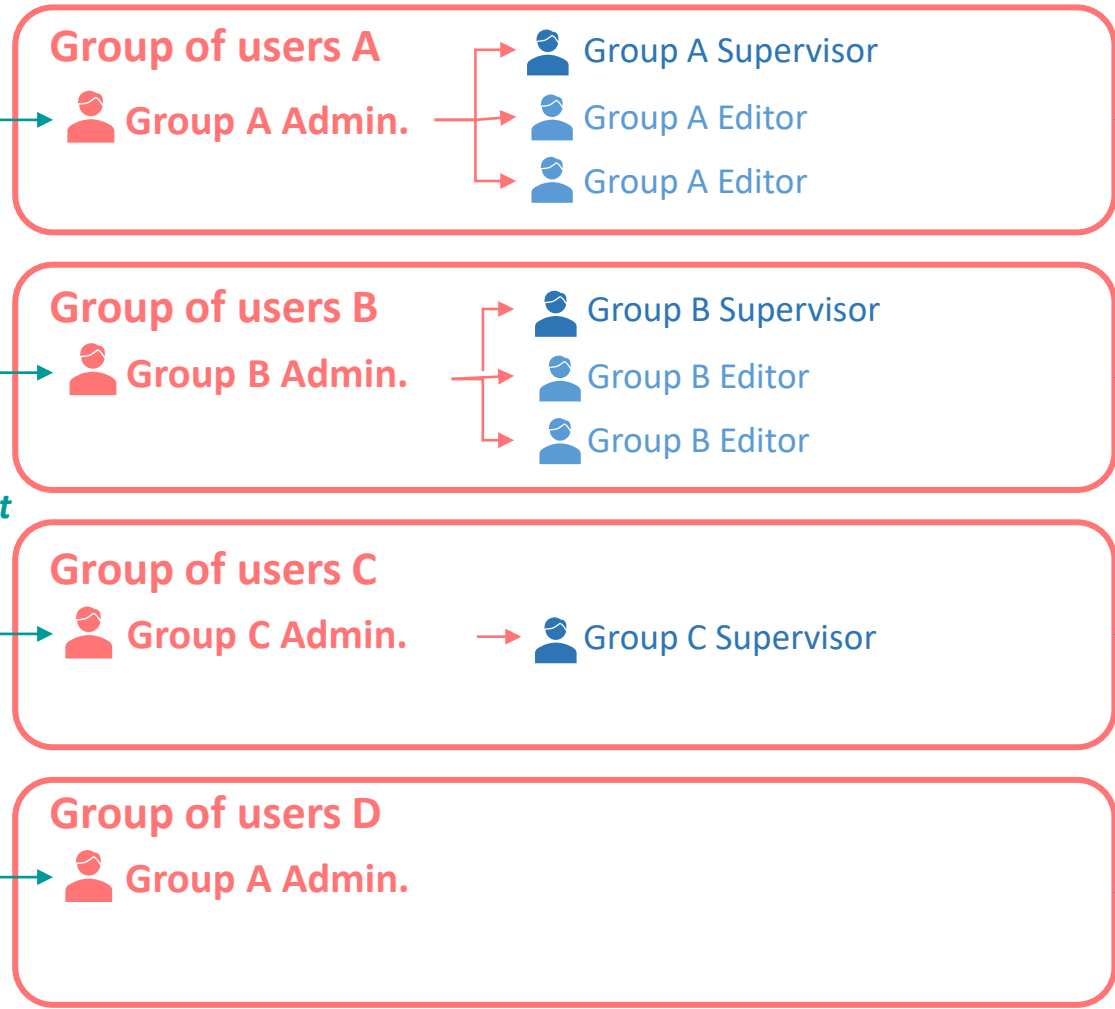 Group of users A
Group A Supervisor
Group A Admin.
Group A Editor
Group A Editor
Group of users B
Group B Supervisor
Group B Admin.
Group B Editor
Group B Editor
t
Group of users C
Group C Admin.
Group C Supervisor
Group of users D
Group A Admin.